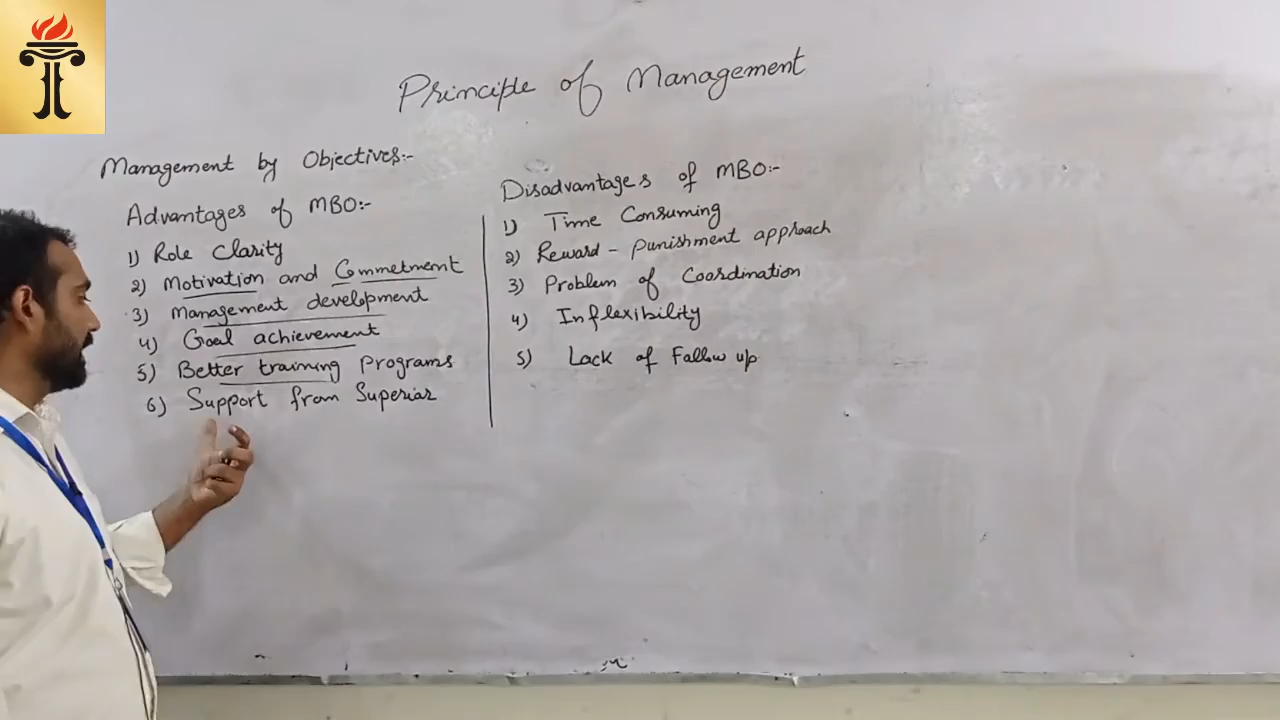 Principle of Management
Management by Objectives:-
Advantages of MBO:-
1) Role Clarity
2) Motivation and Commetment
3) Management development
4) Goal achievement
5) Better training Programs
6) Support from Superior
Disadvantages of MBO:-
1) Time Consuming
2) Reward - Punishment approach
3) Problem of Coordination
4) Inflexibility
5) Lack of Fallow up